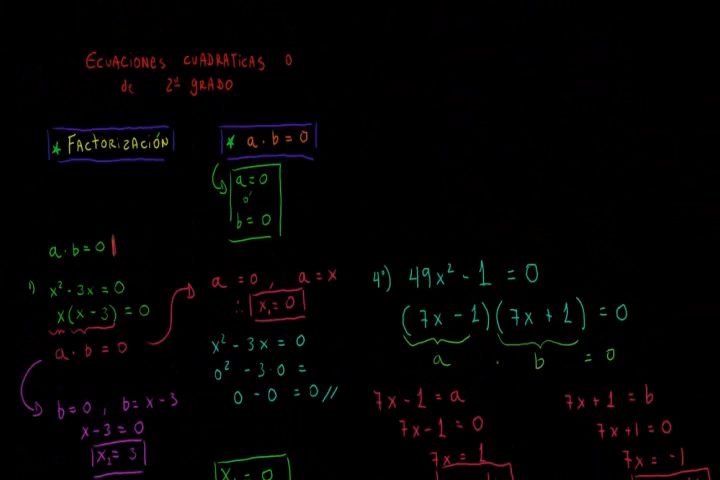 ECUACIONES CUADRATICAS O
de 2º GRADO
* FACTORIZACIÓN
* a · b = 0
a = 0
o'
b = 0
a · b = 0
1) x² - 3x = 0
x(x - 3) = 0
a · b = 0
b = 0 , b = x - 3
x - 3 = 0
x₂ = 3
a = 0 , a = x
∴ x₁ = 0
x² - 3x = 0
0² - 3·0 =
0 - 0 = 0 //
x₁ = 0
4º) 49x² - 1 = 0
(7x - 1)(7x + 1) = 0
a · b = 0
7x - 1 = a
7x - 1 = 0
7x = 1
7x + 1 = b
7x + 1 = 0
7x = -1